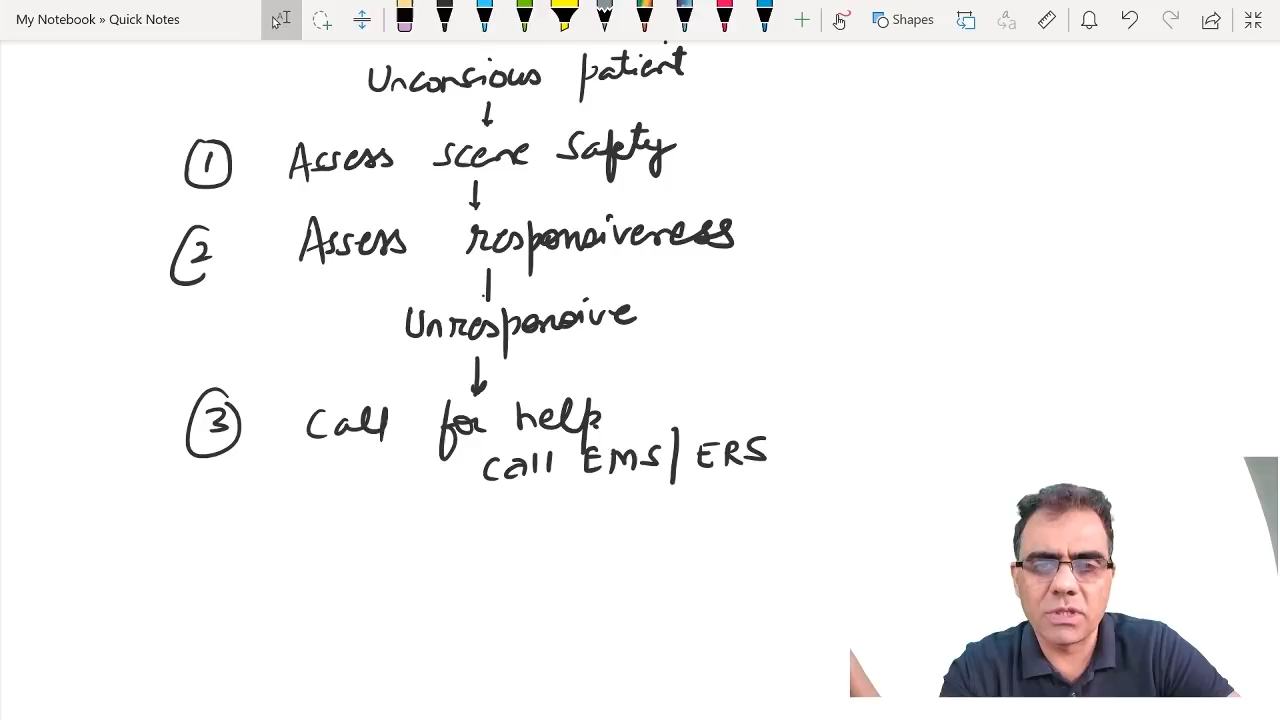 My Notebook » Quick Notes
Shapes
Unconsious patient
1 Assess scene Safety
2 Assess responsiveness
Unresponsive
3 Call for help
Call EMS/ERS